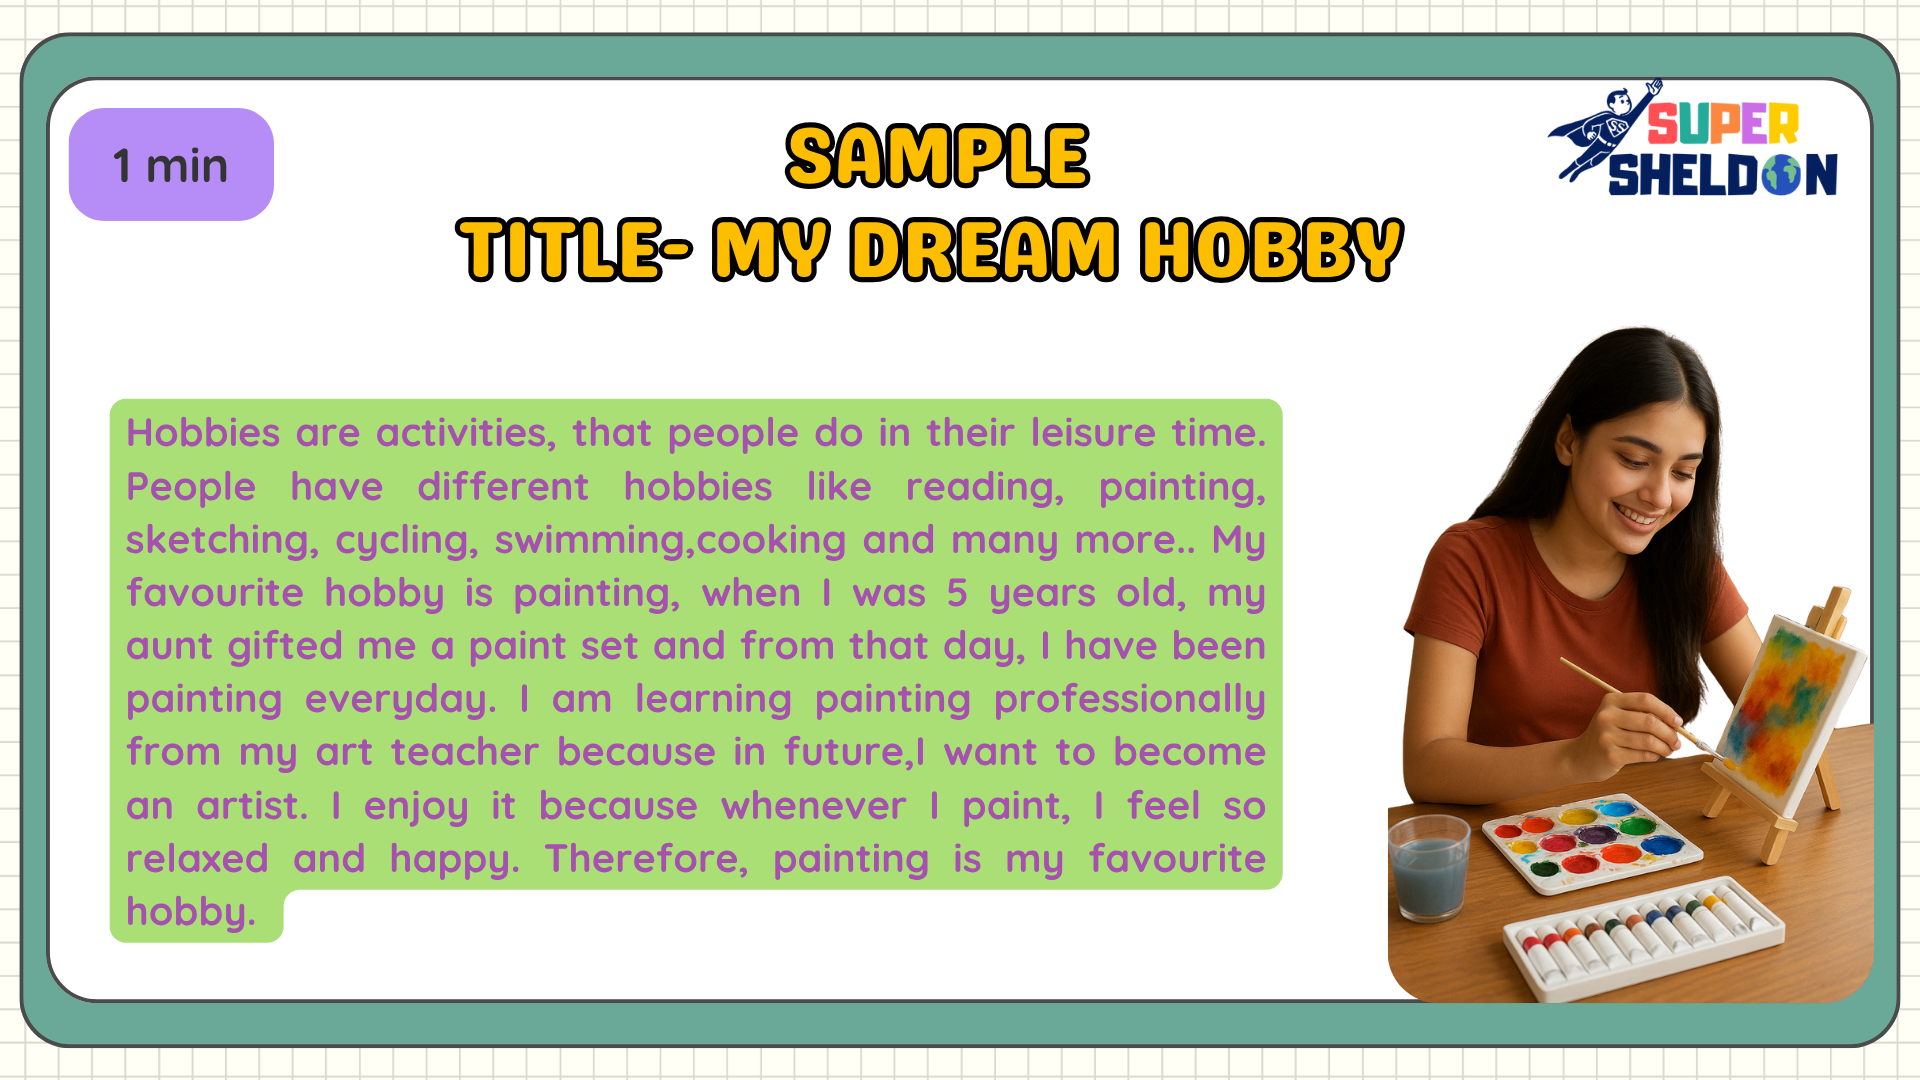 1 min
SAMPLE
TITLE- MY DREAM HOBBY
SUPER
SHELDON
Hobbies are activities, that people do in their leisure time.
People have different hobbies like reading, painting,
sketching, cycling, swimming,cooking and many more.. My
favourite hobby is painting, when I was 5 years old, my
aunt gifted me a paint set and from that day, I have been
painting everyday. I am learning painting professionally
from my art teacher because in future,I want to become
an artist. I enjoy it because whenever I paint, I feel so
relaxed and happy. Therefore, painting is my favourite
hobby.